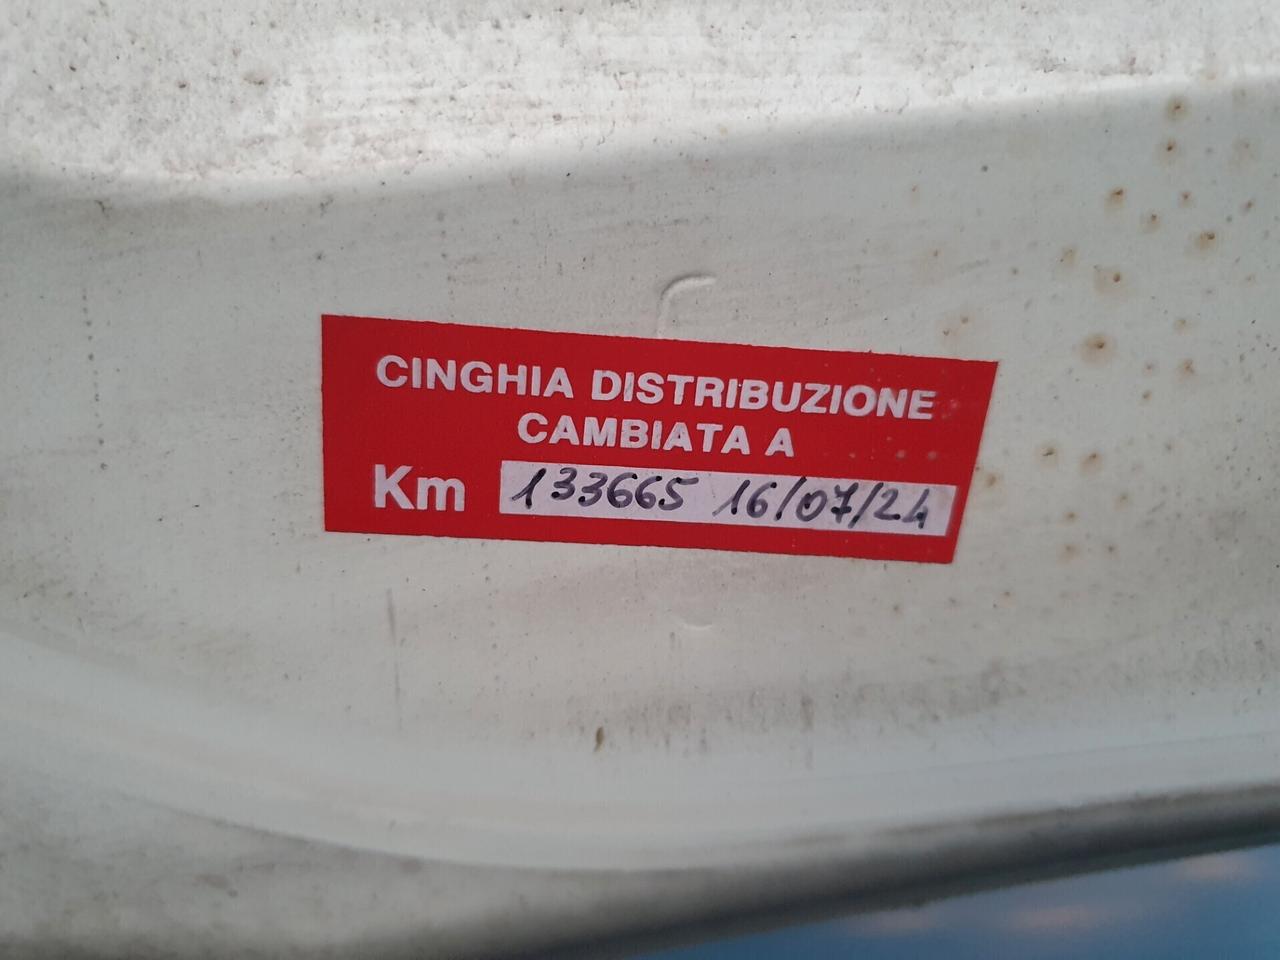 CINGHIA DISTRIBUZIONE
CAMBIATA A
Km 133665 16/07/24